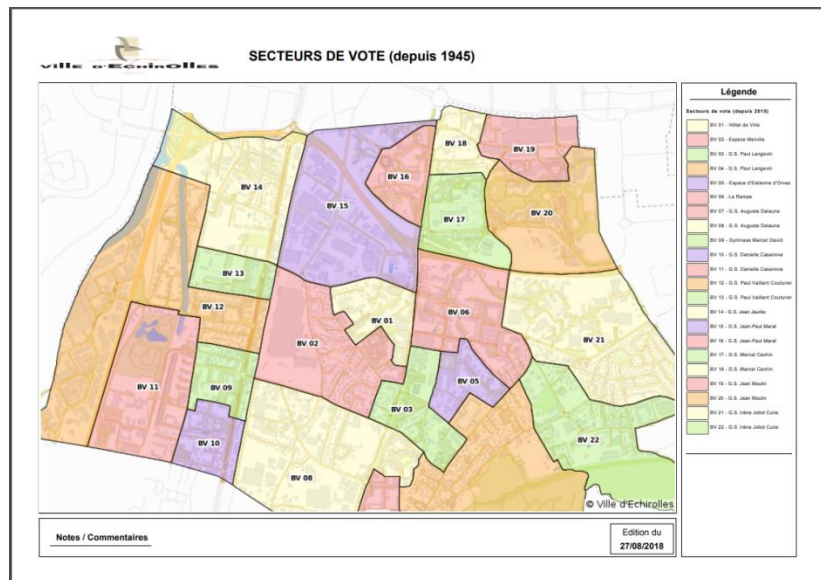 VILLE D'ECHIROLLES
SECTEURS DE VOTE (depuis 1945)
BV 18
BV 19
BV 16
BV 14
BV 15
BV 17
BV 20
BV 13
BV 12
BV 01
BV 06
BV 21
BV 02
BV 11
BV 09
BV 05
BV 03
BV 10
BV 22
BV 08
© Ville d'Echirolles
Légende
Secteurs de vote (depuis 2015)
BV 01 - Hôtel de Ville
BV 02 - Espace Melville
BV 03 - G.S. Paul Langevin
BV 04 - G.S. Paul Langevin
BV 05 - Espace d'Estienne d'Orves
BV 06 - La Rampe
BV 07 - G.S. Auguste Delaune
BV 08 - G.S. Auguste Delaune
BV 09 - Gymnase Marcel David
BV 10 - G.S. Danielle Casanova
BV 11 - G.S. Danielle Casanova
BV 12 - G.S. Paul Vaillant Couturier
BV 13 - G.S. Paul Vaillant Couturier
BV 14 - G.S. Jean Jaurès
BV 15 - G.S. Jean-Paul Marat
BV 16 - G.S. Jean-Paul Marat
BV 17 - G.S. Marcel Cachin
BV 18 - G.S. Marcel Cachin
BV 19 - G.S. Jean Moulin
BV 20 - G.S. Jean Moulin
BV 21 - G.S. Irène Joliot Curie
BV 22 - G.S. Irène Joliot Curie
Notes / Commentaires
Edition du
27/08/2018